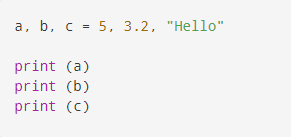 a, b, c = 5, 3.2, "Hello"
print (a)
print (b)
print (c)